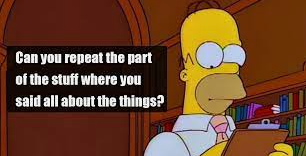 Can you repeat the part
of the stuff where you
said all about the things?